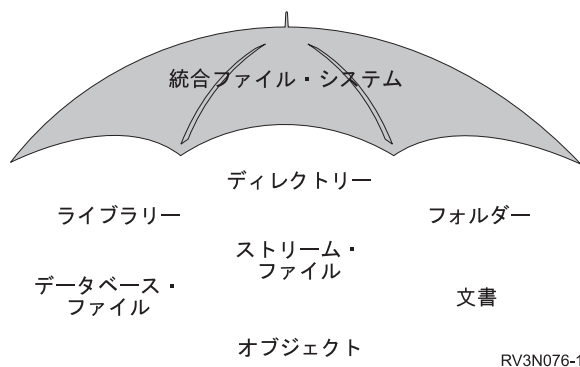 統合ファイル・システム
ディレクトリー
ライブラリー
フォルダー
ストリーム・
ファイル
データベース・
ファイル
文書
オブジェクト
RV3N076-1